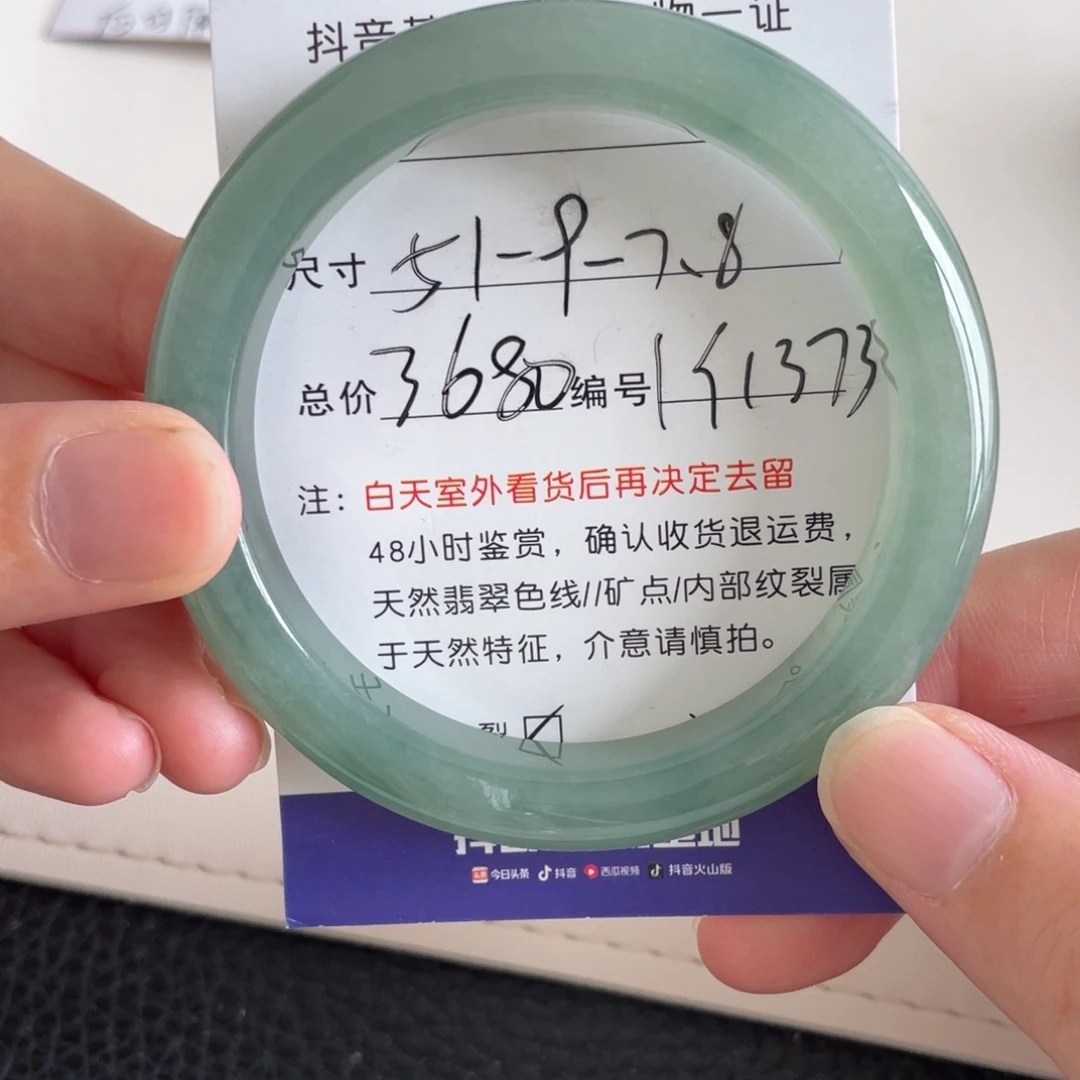 抖音 一证
尺寸 51-9-7.8
总价 3680 编号
注：白天室外看货后再决定去留
48小时鉴赏，确认收货退运费，
天然翡翠色线//矿点/内部纹裂属
于天然特征，介意请慎拍。
裂 ☑
今日头条 抖音 西瓜视频 抖音火山版